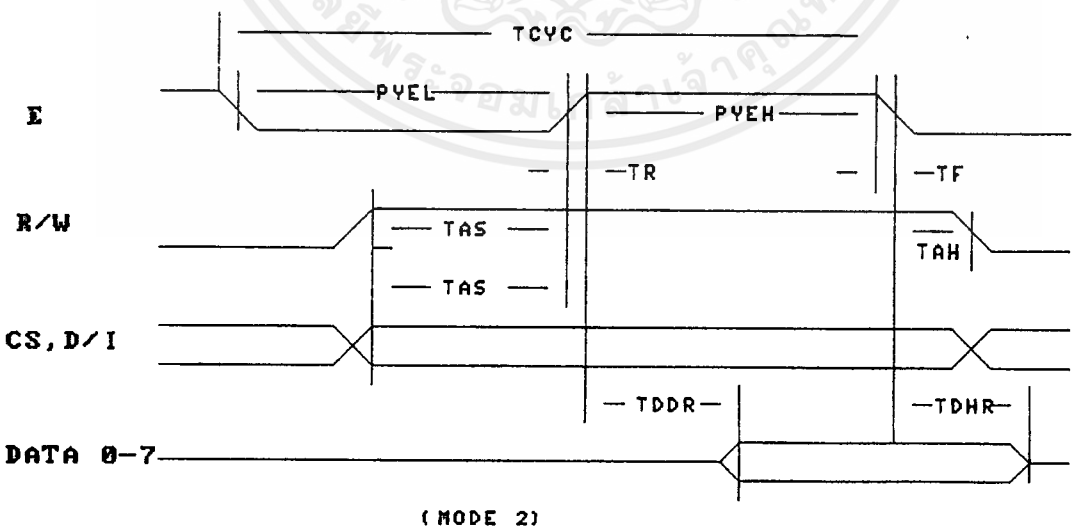 TCYC
E
PYEL
PYEH
TR
TF
R/W
TAS
TAH
TAS
CS,D/I
TDDR
TDHR
DATA 0-7
(MODE 2)